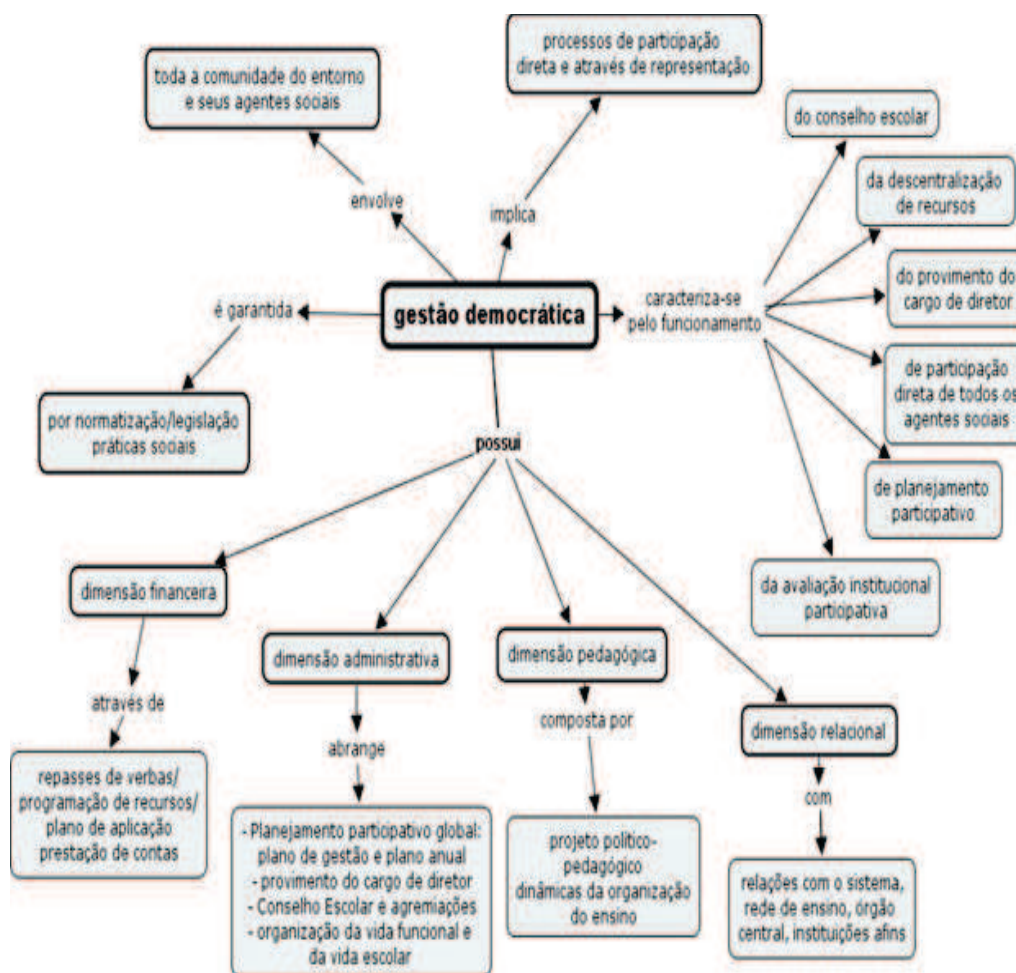 processos de participação
direta e através de representação
toda a comunidade do entorno
e seus agentes sociais
do conselho escolar
da descentralização
de recursos
envolve
implica
do provimento do
cargo de diretor
gestão democrática
caracteriza-se
pelo funcionamento
é garantida
de participação
direta de todos os
agentes sociais
por normatização/legislação
práticas sociais
possui
de planejamento
participativo
da avaliação institucional
participativa
dimensão financeira
dimensão administrativa
dimensão pedagógica
dimensão relacional
através de
abrange
composta por
com
repasses de verbas/
programação de recursos/
plano de aplicação
prestação de contas
- Planejamento participativo global:
plano de gestão e plano anual
- provimento do cargo de diretor
- Conselho Escolar e agremiações
- organização da vida funcional e
da vida escolar
projeto político-
pedagógico
dinâmicas da organização
do ensino
relações com o sistema,
rede de ensino, órgão
central, instituições afins